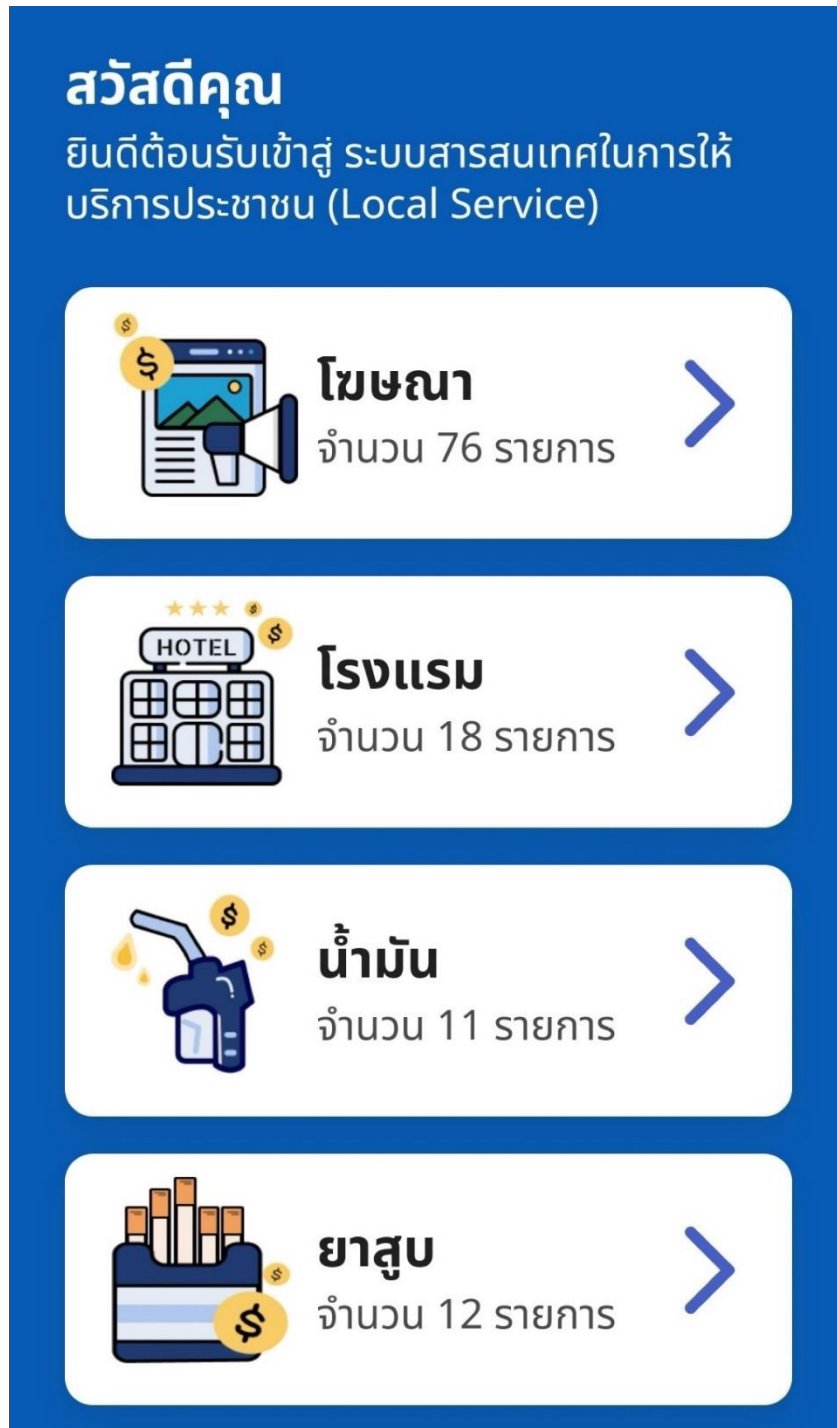 สวัสดีคุณ
ยินดีต้อนรับเข้าสู่ ระบบสารสนเทศในการให้
บริการประชาชน (Local Service)
$
$
โฆษณา
จำนวน 76 รายการ
$
$
HOTEL
โรงแรม
จำนวน 18 รายการ
$
$
น้ำมัน
จำนวน 11 รายการ
$
$
ยาสูบ
จำนวน 12 รายการ